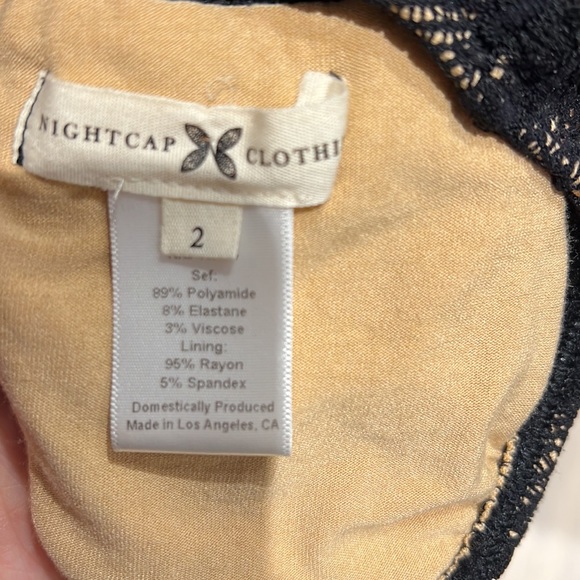 NIGHTCAP CLOTHI
2
Sef:
89% Polyamide
8% Elastane
3% Viscose
Lining:
95% Rayon
5% Spandex
Domestically Produced
Made in Los Angeles, CA